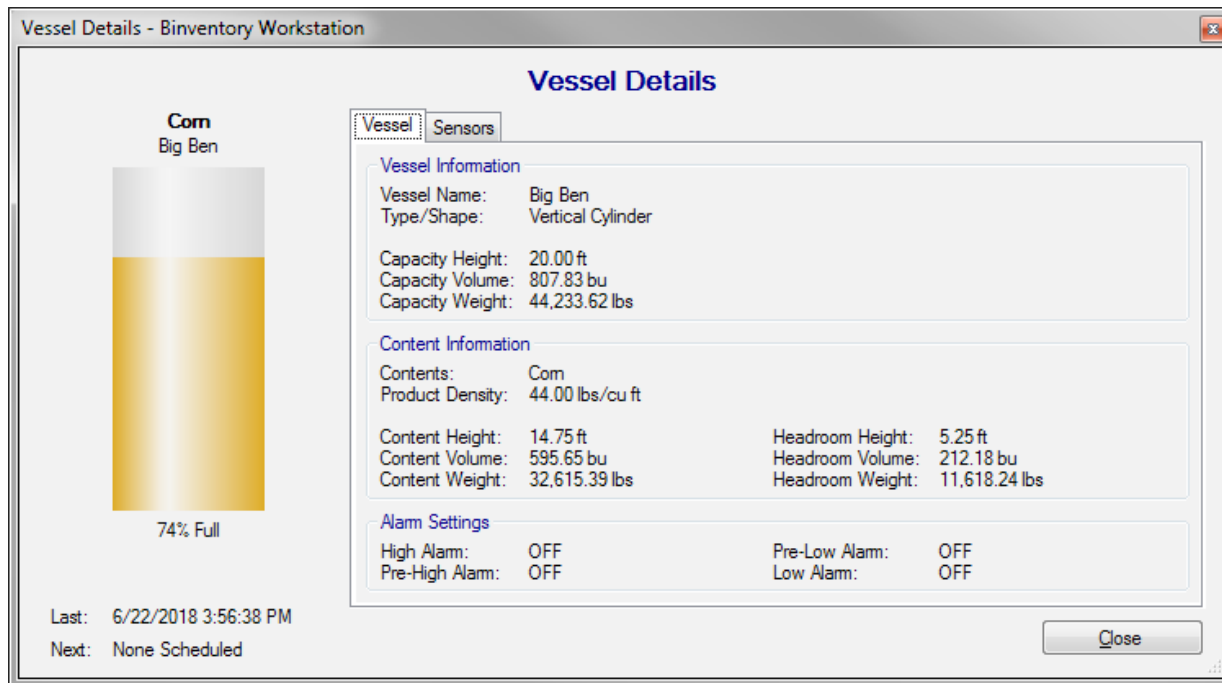 Vessel Details - Binventory Workstation
Vessel Details
Corn
Big Ben
74% Full
Last: 6/22/2018 3:56:38 PM
Next: None Scheduled
Vessel Sensors
Vessel Information
Vessel Name: Big Ben
Type/Shape: Vertical Cylinder
Capacity Height: 20.00 ft
Capacity Volume: 807.83 bu
Capacity Weight: 44,233.62 lbs
Content Information
Contents: Corn
Product Density: 44.00 lbs/cu ft
Content Height: 14.75 ft Headroom Height: 5.25 ft
Content Volume: 595.65 bu Headroom Volume: 212.18 bu
Content Weight: 32,615.39 lbs Headroom Weight: 11,618.24 lbs
Alarm Settings
High Alarm: OFF Pre-Low Alarm: OFF
Pre-High Alarm: OFF Low Alarm: OFF
Close